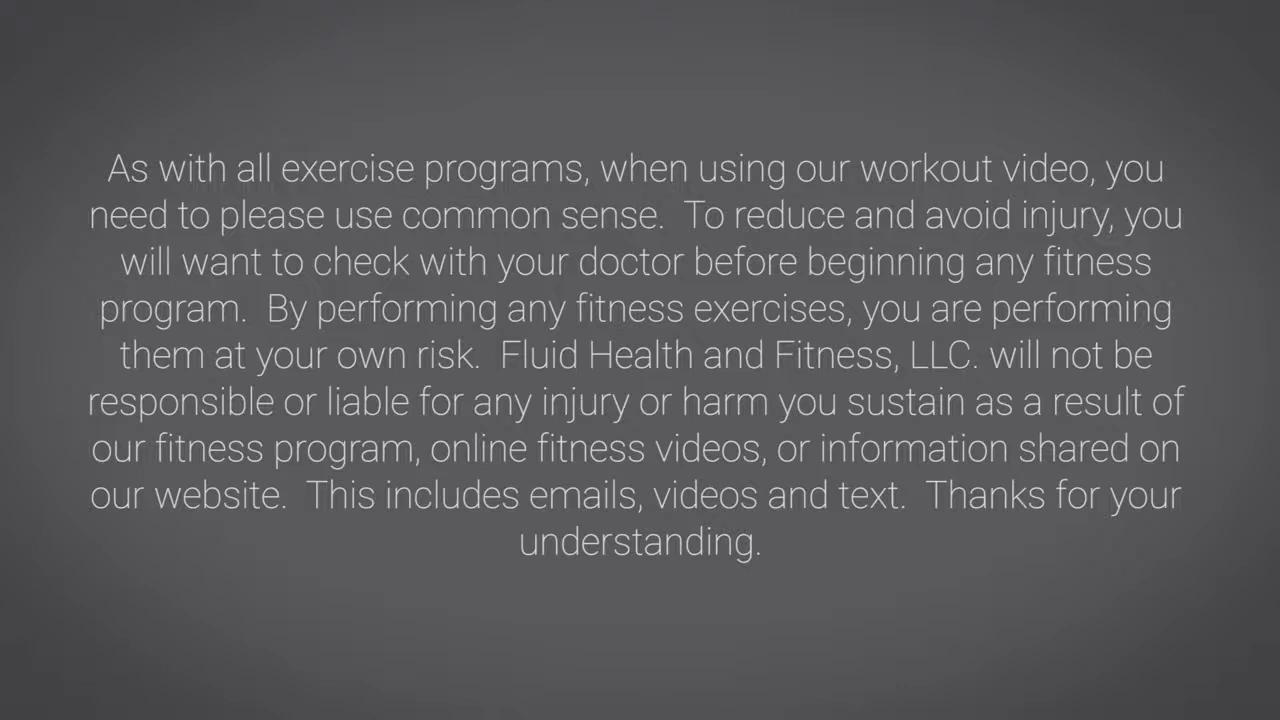 As with all exercise programs, when using our workout video, you
need to please use common sense.  To reduce and avoid injury, you
will want to check with your doctor before beginning any fitness
program.  By performing any fitness exercises, you are performing
them at your own risk.  Fluid Health and Fitness, LLC. will not be
responsible or liable for any injury or harm you sustain as a result of
our fitness program, online fitness videos, or information shared on
our website.  This includes emails, videos and text.  Thanks for your
understanding.